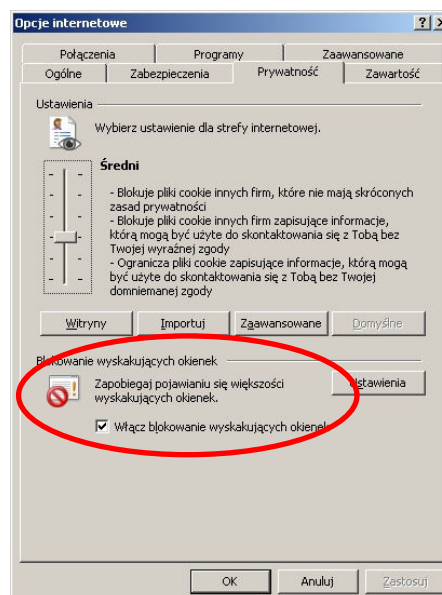 Opcje internetowe
Połączenia Programy Zaawansowane
Ogólne Zabezpieczenia Prywatność Zawartość
Ustawienia
Wybierz ustawienie dla strefy internetowej.
Średni
- Blokuje pliki cookie innych firm, które nie mają skróconych
zasad prywatności
- Blokuje pliki cookie innych firm zapisujące informacje,
którą mogą być użyte do skontaktowania się z Tobą bez
Twojej wyraźnej zgody
- Ogranicza pliki cookie zapisujące informacje, którą mogą
być użyte do skontaktowania się z Tobą bez Twojej
domniemanej zgody
Witryny Importuj Zaawansowane Domyślne
Blokowanie wyskakujących okienek
Zapobiegaj pojawianiu się większości Ustawienia
wyskakujących okienek.
Włącz blokowanie wyskakujących okienek
OK Anuluj Zastosuj